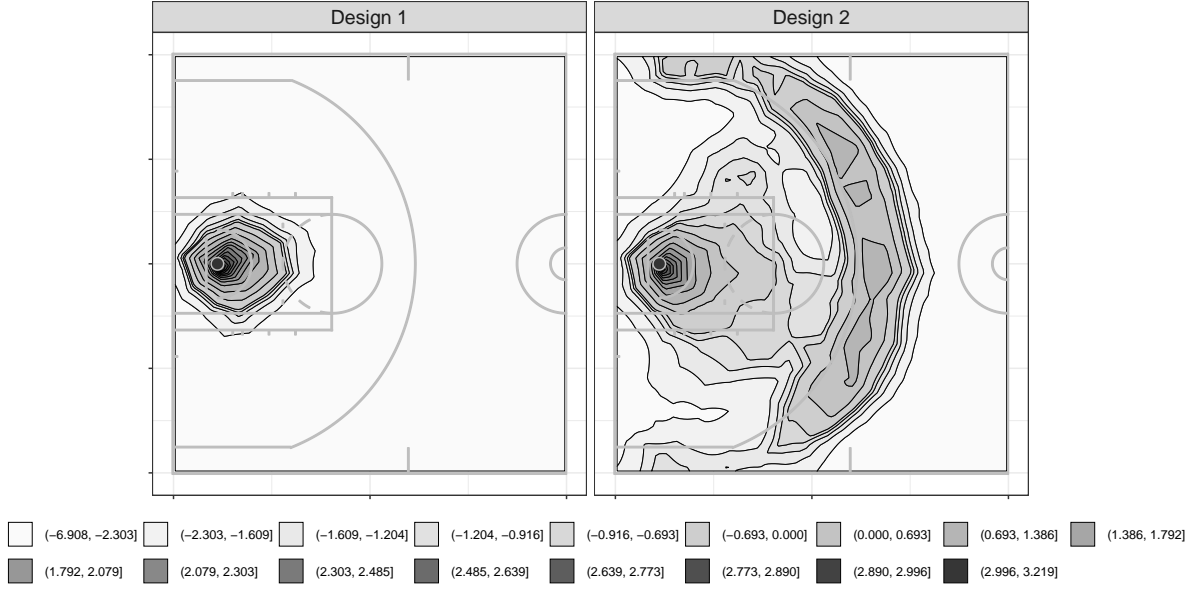 Design 1
Design 2
(−6.908, −2.303] (−2.303, −1.609] (−1.609, −1.204] (−1.204, −0.916] (−0.916, −0.693] (−0.693, 0.000] (0.000, 0.693] (0.693, 1.386] (1.386, 1.792]
(1.792, 2.079] (2.079, 2.303] (2.303, 2.485] (2.485, 2.639] (2.639, 2.773] (2.773, 2.890] (2.890, 2.996] (2.996, 3.219]